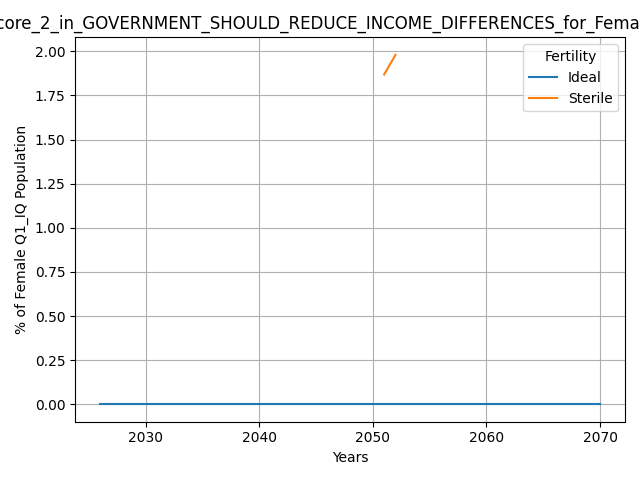 core_2_in_GOVERNMENT_SHOULD_REDUCE_INCOME_DIFFERENCES_for_Fema
Fertility
Ideal
Sterile
% of Female Q1_IQ Population
2.00
1.75
1.50
1.25
1.00
0.75
0.50
0.25
0.00
2030 2040 2050 2060 2070
Years